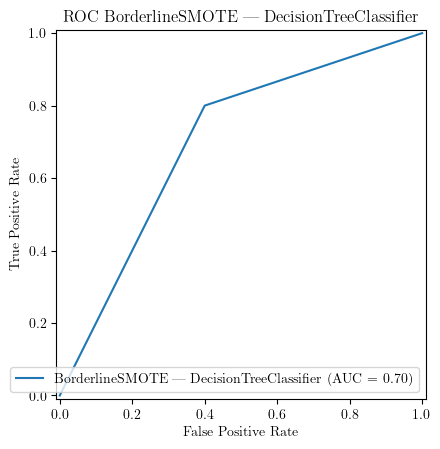 ROC BorderlineSMOTE — DecisionTreeClassifier
1.0
0.8
0.6
0.4
0.2
0.0
True Positive Rate
BorderlineSMOTE — DecisionTreeClassifier (AUC = 0.70)
0.0 0.2 0.4 0.6 0.8 1.0
False Positive Rate